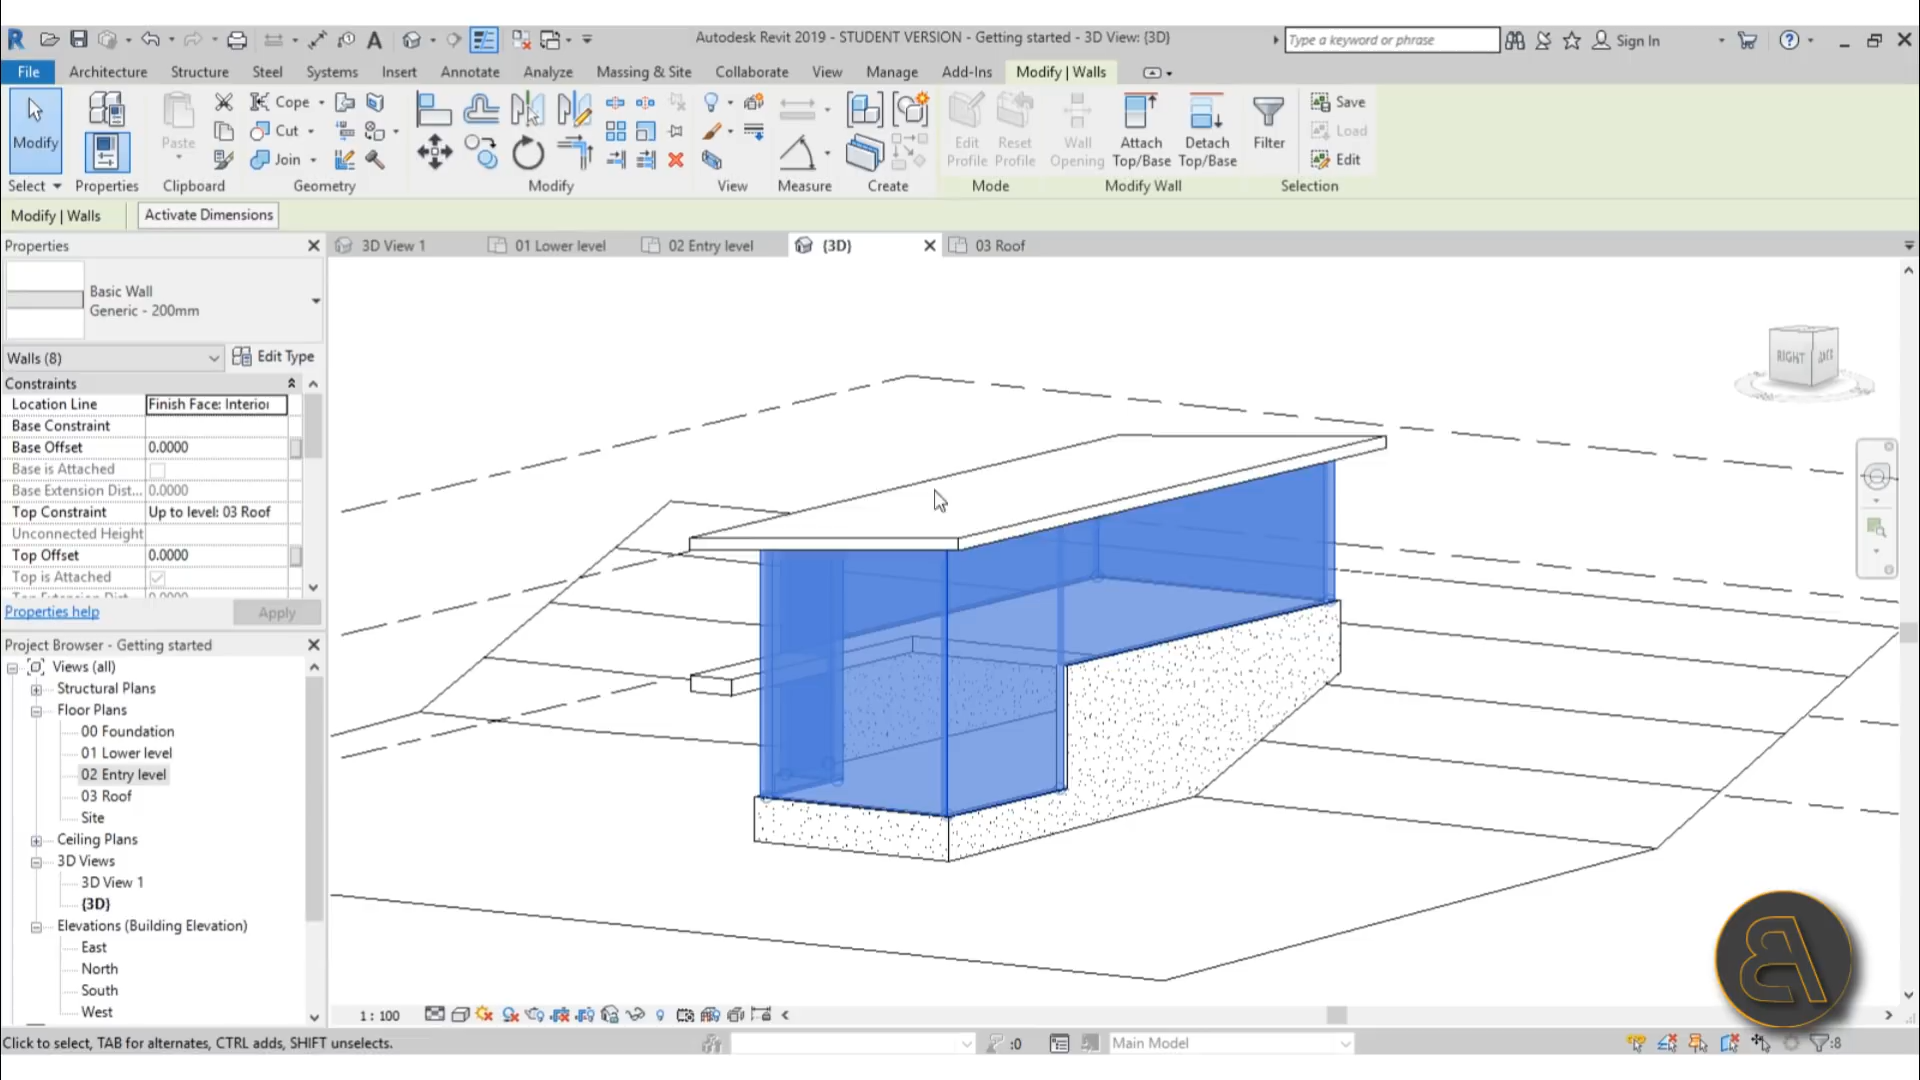 Autodesk Revit 2019 - STUDENT VERSION - Getting started - 3D View: {3D}
Type a keyword or phrase
Sign In
File Architecture Structure Steel Systems Insert Annotate Analyze Massing & Site Collaborate View Manage Add-Ins Modify | Walls
Modify
Paste
Cope
Cut
Join
Edit Profile
Reset Profile
Wall Opening
Attach Top/Base
Detach Top/Base
Filter
Save
Load
Edit
Select Properties Clipboard Geometry Modify View Measure Create Mode Modify Wall Selection
Modify | Walls Activate Dimensions
Properties
3D View 1 01 Lower level 02 Entry level {3D} 03 Roof
Basic Wall
Generic - 200mm
Walls (8) Edit Type
Constraints
Location Line Finish Face: Interior
Base Constraint
Base Offset 0.0000
Base is Attached
Base Extension Dist... 0.0000
Top Constraint Up to level: 03 Roof
Unconnected Height
Top Offset 0.0000
Top is Attached
Properties help Apply
Project Browser - Getting started
Views (all)
Structural Plans
Floor Plans
00 Foundation
01 Lower level
02 Entry level
03 Roof
Site
Ceiling Plans
3D Views
3D View 1
{3D}
Elevations (Building Elevation)
East
North
South
West
RIGHT
1 : 100
Click to select, TAB for alternates, CTRL adds, SHIFT unselects.
:0
Main Model
:8